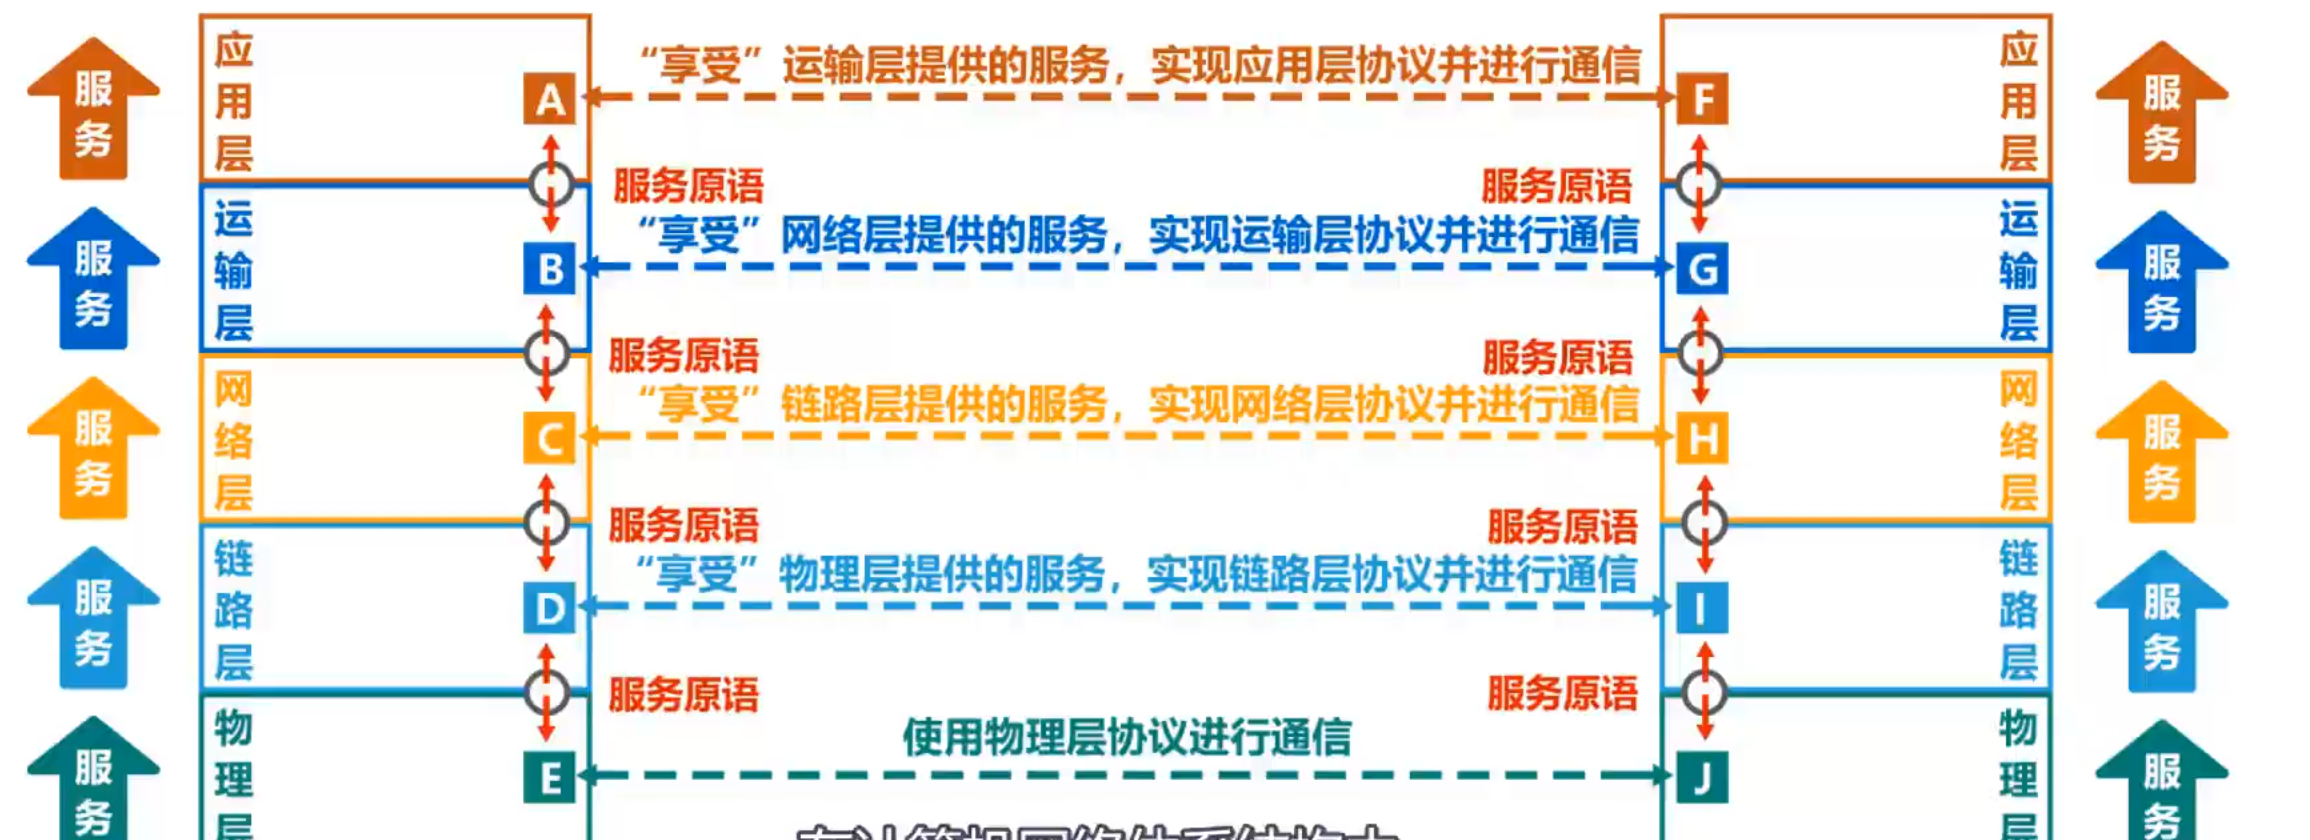 服务
应用层
A
“享受”运输层提供的服务，实现应用层协议并进行通信
F
应用层
服务
服务原语
服务原语
服务
运输层
B
“享受”网络层提供的服务，实现运输层协议并进行通信
G
运输层
服务
服务原语
服务原语
服务
网络层
C
“享受”链路层提供的服务，实现网络层协议并进行通信
H
网络层
服务
服务原语
服务原语
服务
链路层
D
“享受”物理层提供的服务，实现链路层协议并进行通信
I
链路层
服务
服务原语
服务原语
服务
物理层
E
使用物理层协议进行通信
J
物理层
服务